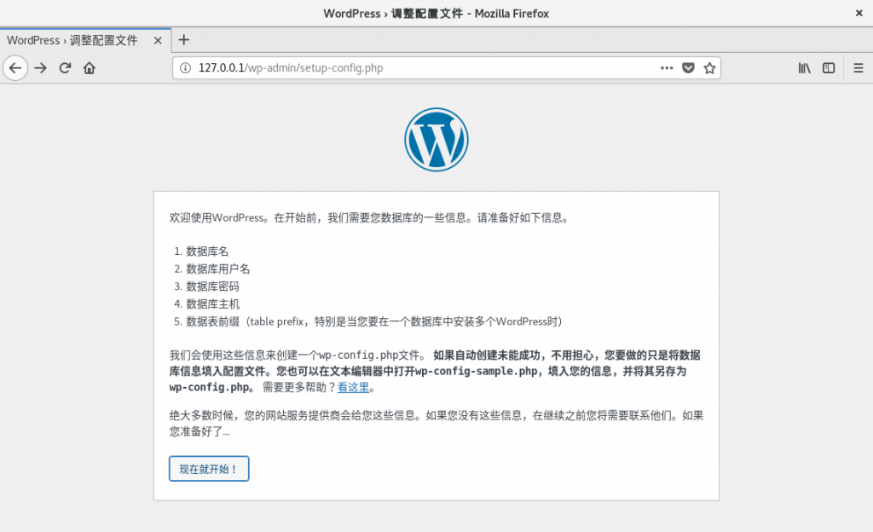 WordPress › 调整配置文件 - Mozilla Firefox
WordPress › 调整配置文件
127.0.0.1/wp-admin/setup-config.php
欢迎使用WordPress。在开始前，我们需要您数据库的一些信息。请准备好如下信息。
1. 数据库名
2. 数据库用户名
3. 数据库密码
4. 数据库主机
5. 数据表前缀（table prefix，特别是当您要在一个数据库中安装多个WordPress时）
我们会使用这些信息来创建一个wp-config.php文件。 如果自动创建未能成功，不用担心，您要做的只是将数据
库信息填入配置文件。您也可以在文本编辑器中打开wp-config-sample.php，填入您的信息，并将其另存为
wp-config.php。 需要更多帮助？看这里。
绝大多数时候，您的网站服务提供商会给您这些信息。如果您没有这些信息，在继续之前您将需要联系他们。如果
您准备好了...
现在就开始！